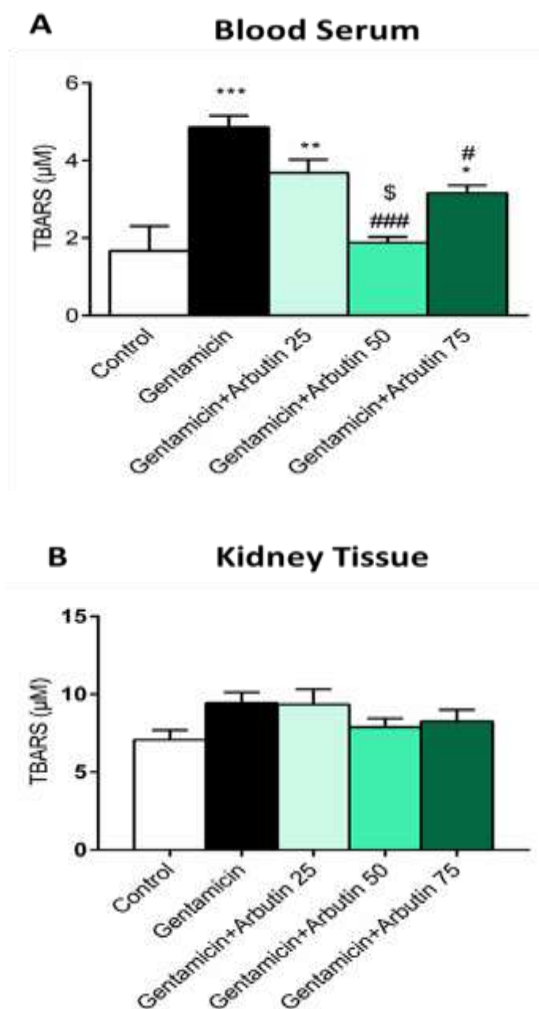 A
Blood Serum
TBARS (µM)
6
4
2
0
***
**
$
###
#
*
Control
Gentamicin
Gentamicin+Arbutin 25
Gentamicin+Arbutin 50
Gentamicin+Arbutin 75
B
Kidney Tissue
TBARS (µM)
15
10
5
0
Control
Gentamicin
Gentamicin+Arbutin 25
Gentamicin+Arbutin 50
Gentamicin+Arbutin 75